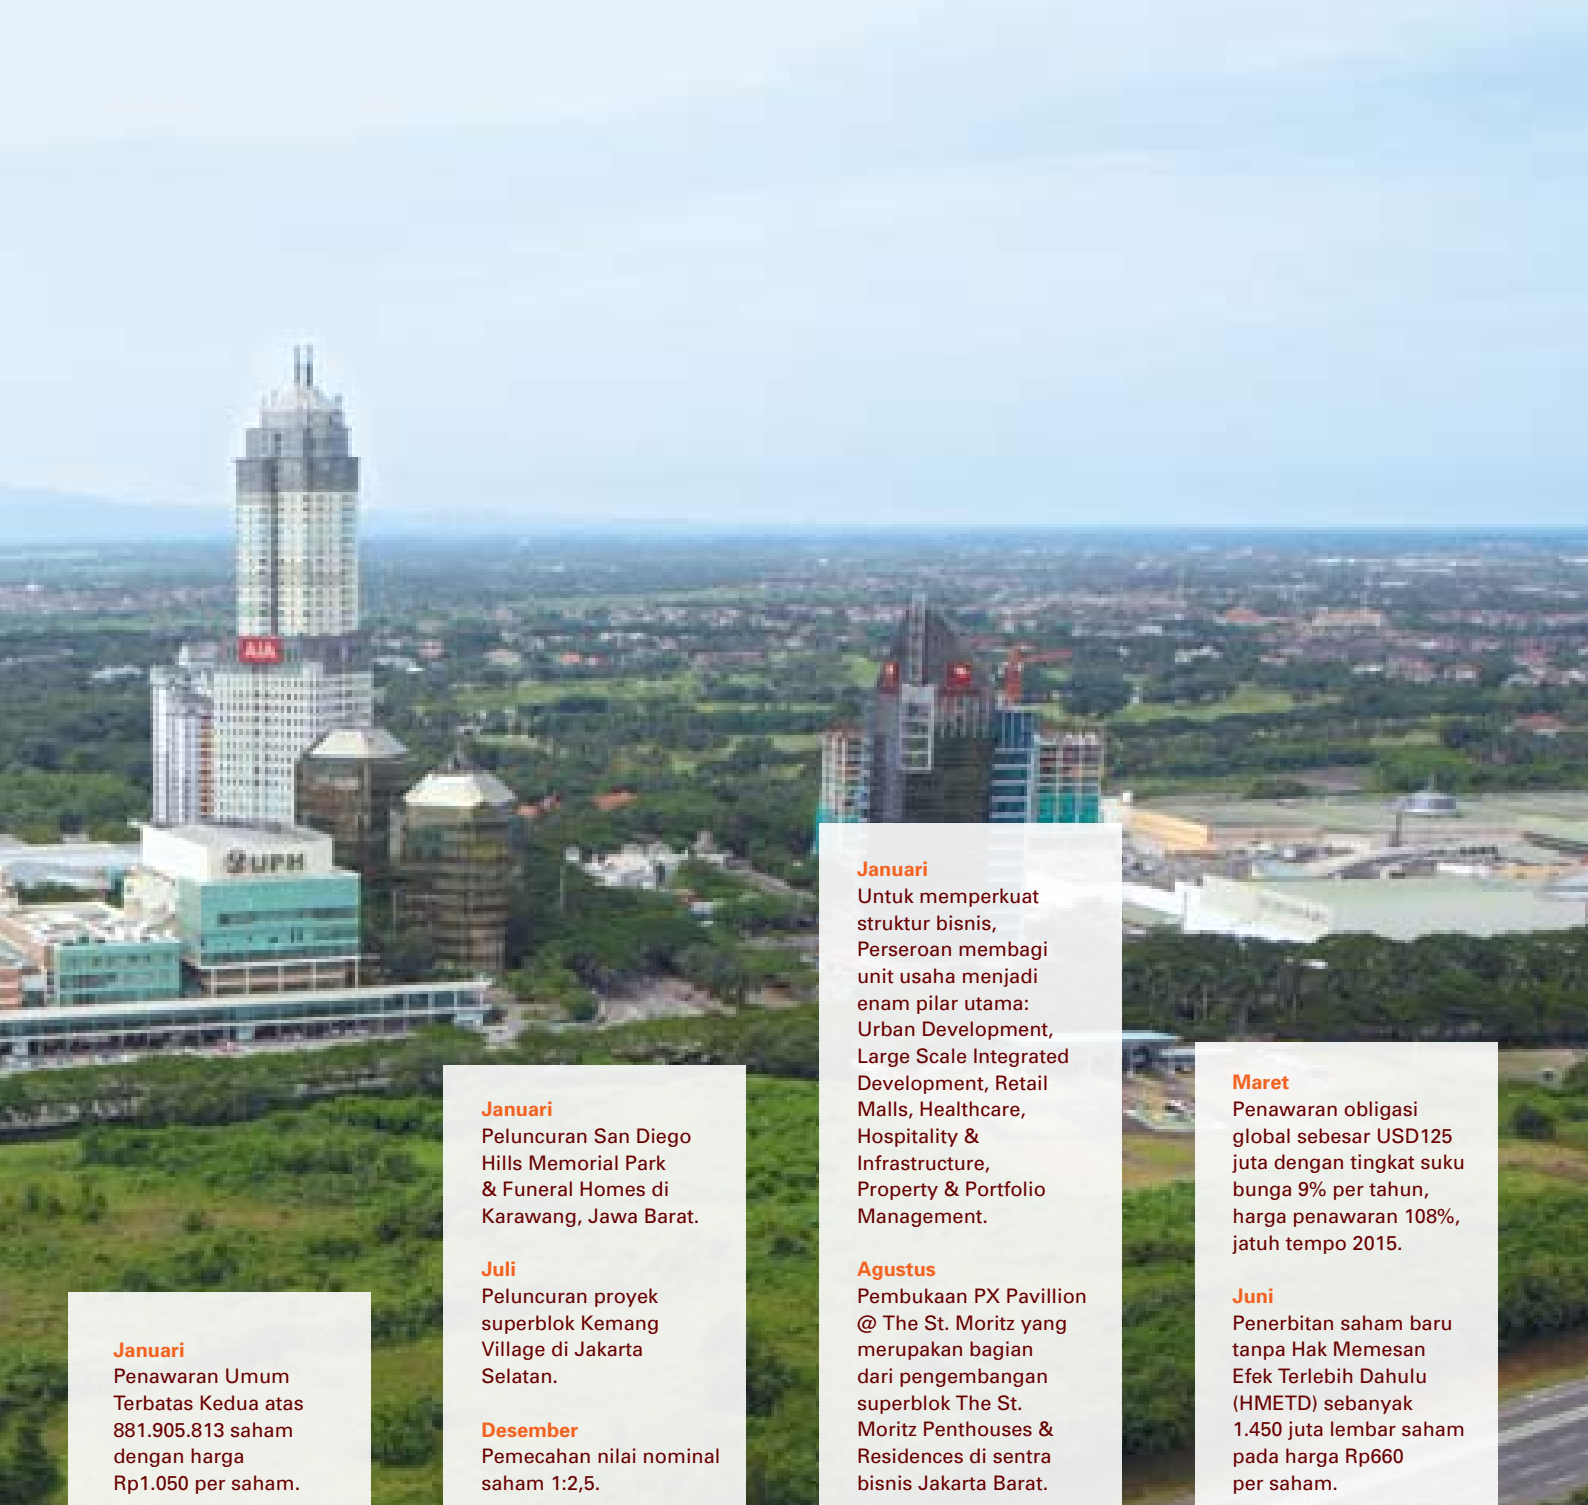 AIA
UPH
Januari
Penawaran Umum
Terbatas Kedua atas
881.905.813 saham
dengan harga
Rp1.050 per saham.
Januari
Peluncuran San Diego
Hills Memorial Park
& Funeral Homes di
Karawang, Jawa Barat.
Juli
Peluncuran proyek
superblok Kemang
Village di Jakarta
Selatan.
Desember
Pemecahan nilai nominal
saham 1:2,5.
Januari
Untuk memperkuat
struktur bisnis,
Perseroan membagi
unit usaha menjadi
enam pilar utama:
Urban Development,
Large Scale Integrated
Development, Retail
Malls, Healthcare,
Hospitality &
Infrastructure,
Property & Portfolio
Management.
Agustus
Pembukaan PX Pavillion
@ The St. Moritz yang
merupakan bagian
dari pengembangan
superblok The St.
Moritz Penthouses &
Residences di sentra
bisnis Jakarta Barat.
Maret
Penawaran obligasi
global sebesar USD125
juta dengan tingkat suku
bunga 9% per tahun,
harga penawaran 108%,
jatuh tempo 2015.
Juni
Penerbitan saham baru
tanpa Hak Memesan
Efek Terlebih Dahulu
(HMETD) sebanyak
1.450 juta lembar saham
pada harga Rp660
per saham.